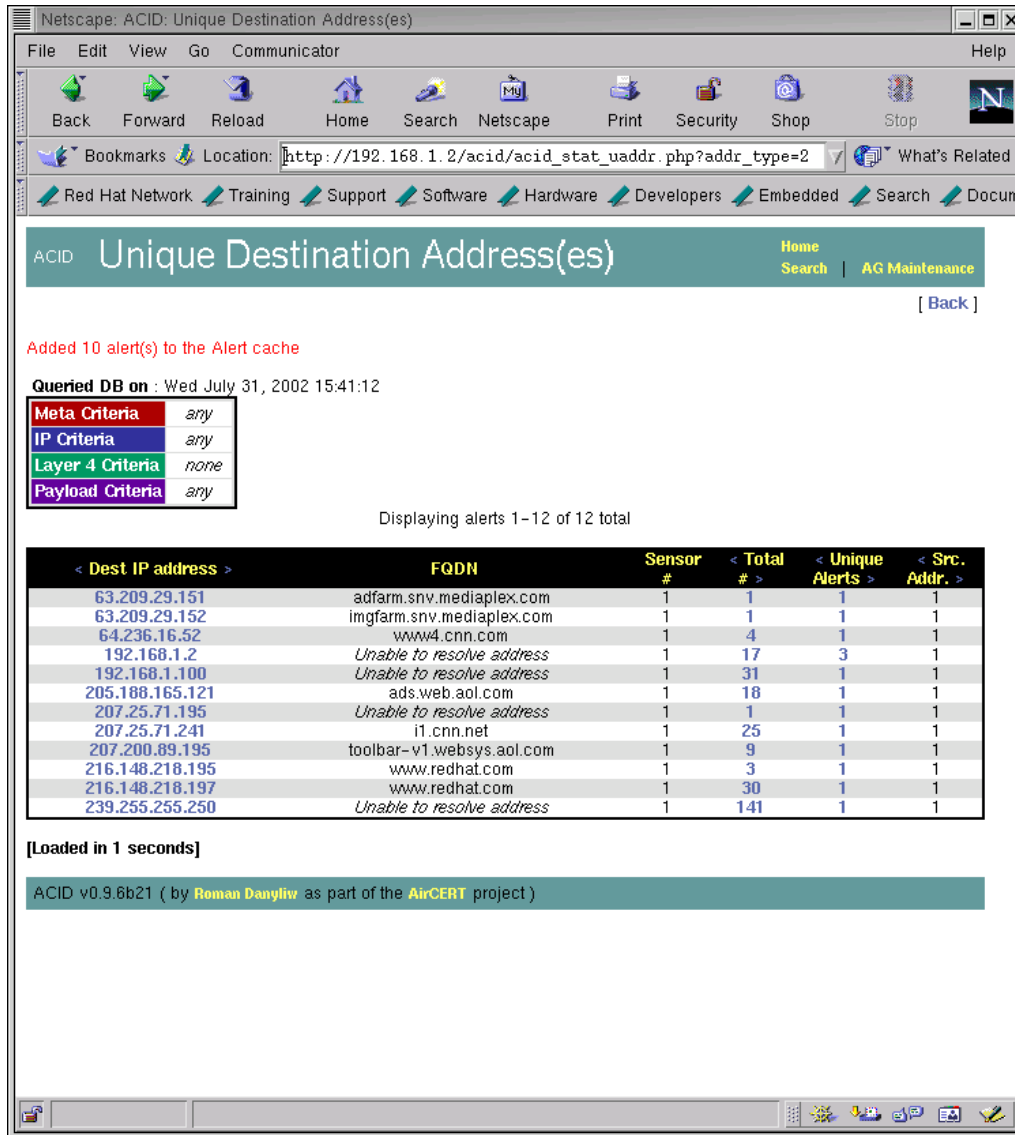 Netscape: ACID: Unique Destination Address(es)
File Edit View Go Communicator Help
Back Forward Reload Home Search Netscape Print Security Shop Stop
My N
Bookmarks Location: http://192.168.1.2/acid/acid_stat_uaddr.php?addr_type=2 What's Related
Red Hat Network Training Support Software Hardware Developers Embedded Search Docum
ACID Unique Destination Address(es)
Home
Search | AG Maintenance
[ Back ]
Added 10 alert(s) to the Alert cache
Queried DB on : Wed July 31, 2002 15:41:12
Meta Criteria any
IP Criteria any
Layer 4 Criteria none
Payload Criteria any
Displaying alerts 1-12 of 12 total
< Dest IP address > FQDN Sensor # < Total # > < Unique Alerts > < Src. Addr. >
63.209.29.151 adfarm.snv.mediaplex.com 1 1 1 1
63.209.29.152 imgfarm.snv.mediaplex.com 1 1 1 1
64.236.16.52 www4.cnn.com 1 4 1 1
192.168.1.2 Unable to resolve address 1 17 3 1
192.168.1.100 Unable to resolve address 1 31 1 1
205.188.165.121 ads.web.aol.com 1 18 1 1
207.25.71.195 Unable to resolve address 1 1 1 1
207.25.71.241 i1.cnn.net 1 25 1 1
207.200.89.195 toolbar-v1.websys.aol.com 1 9 1 1
216.148.218.195 www.redhat.com 1 3 1 1
216.148.218.197 www.redhat.com 1 30 1 1
239.255.255.250 Unable to resolve address 1 141 1 1
[Loaded in 1 seconds]
ACID v0.9.6b21 ( by Roman Danyliw as part of the AirCERT project )